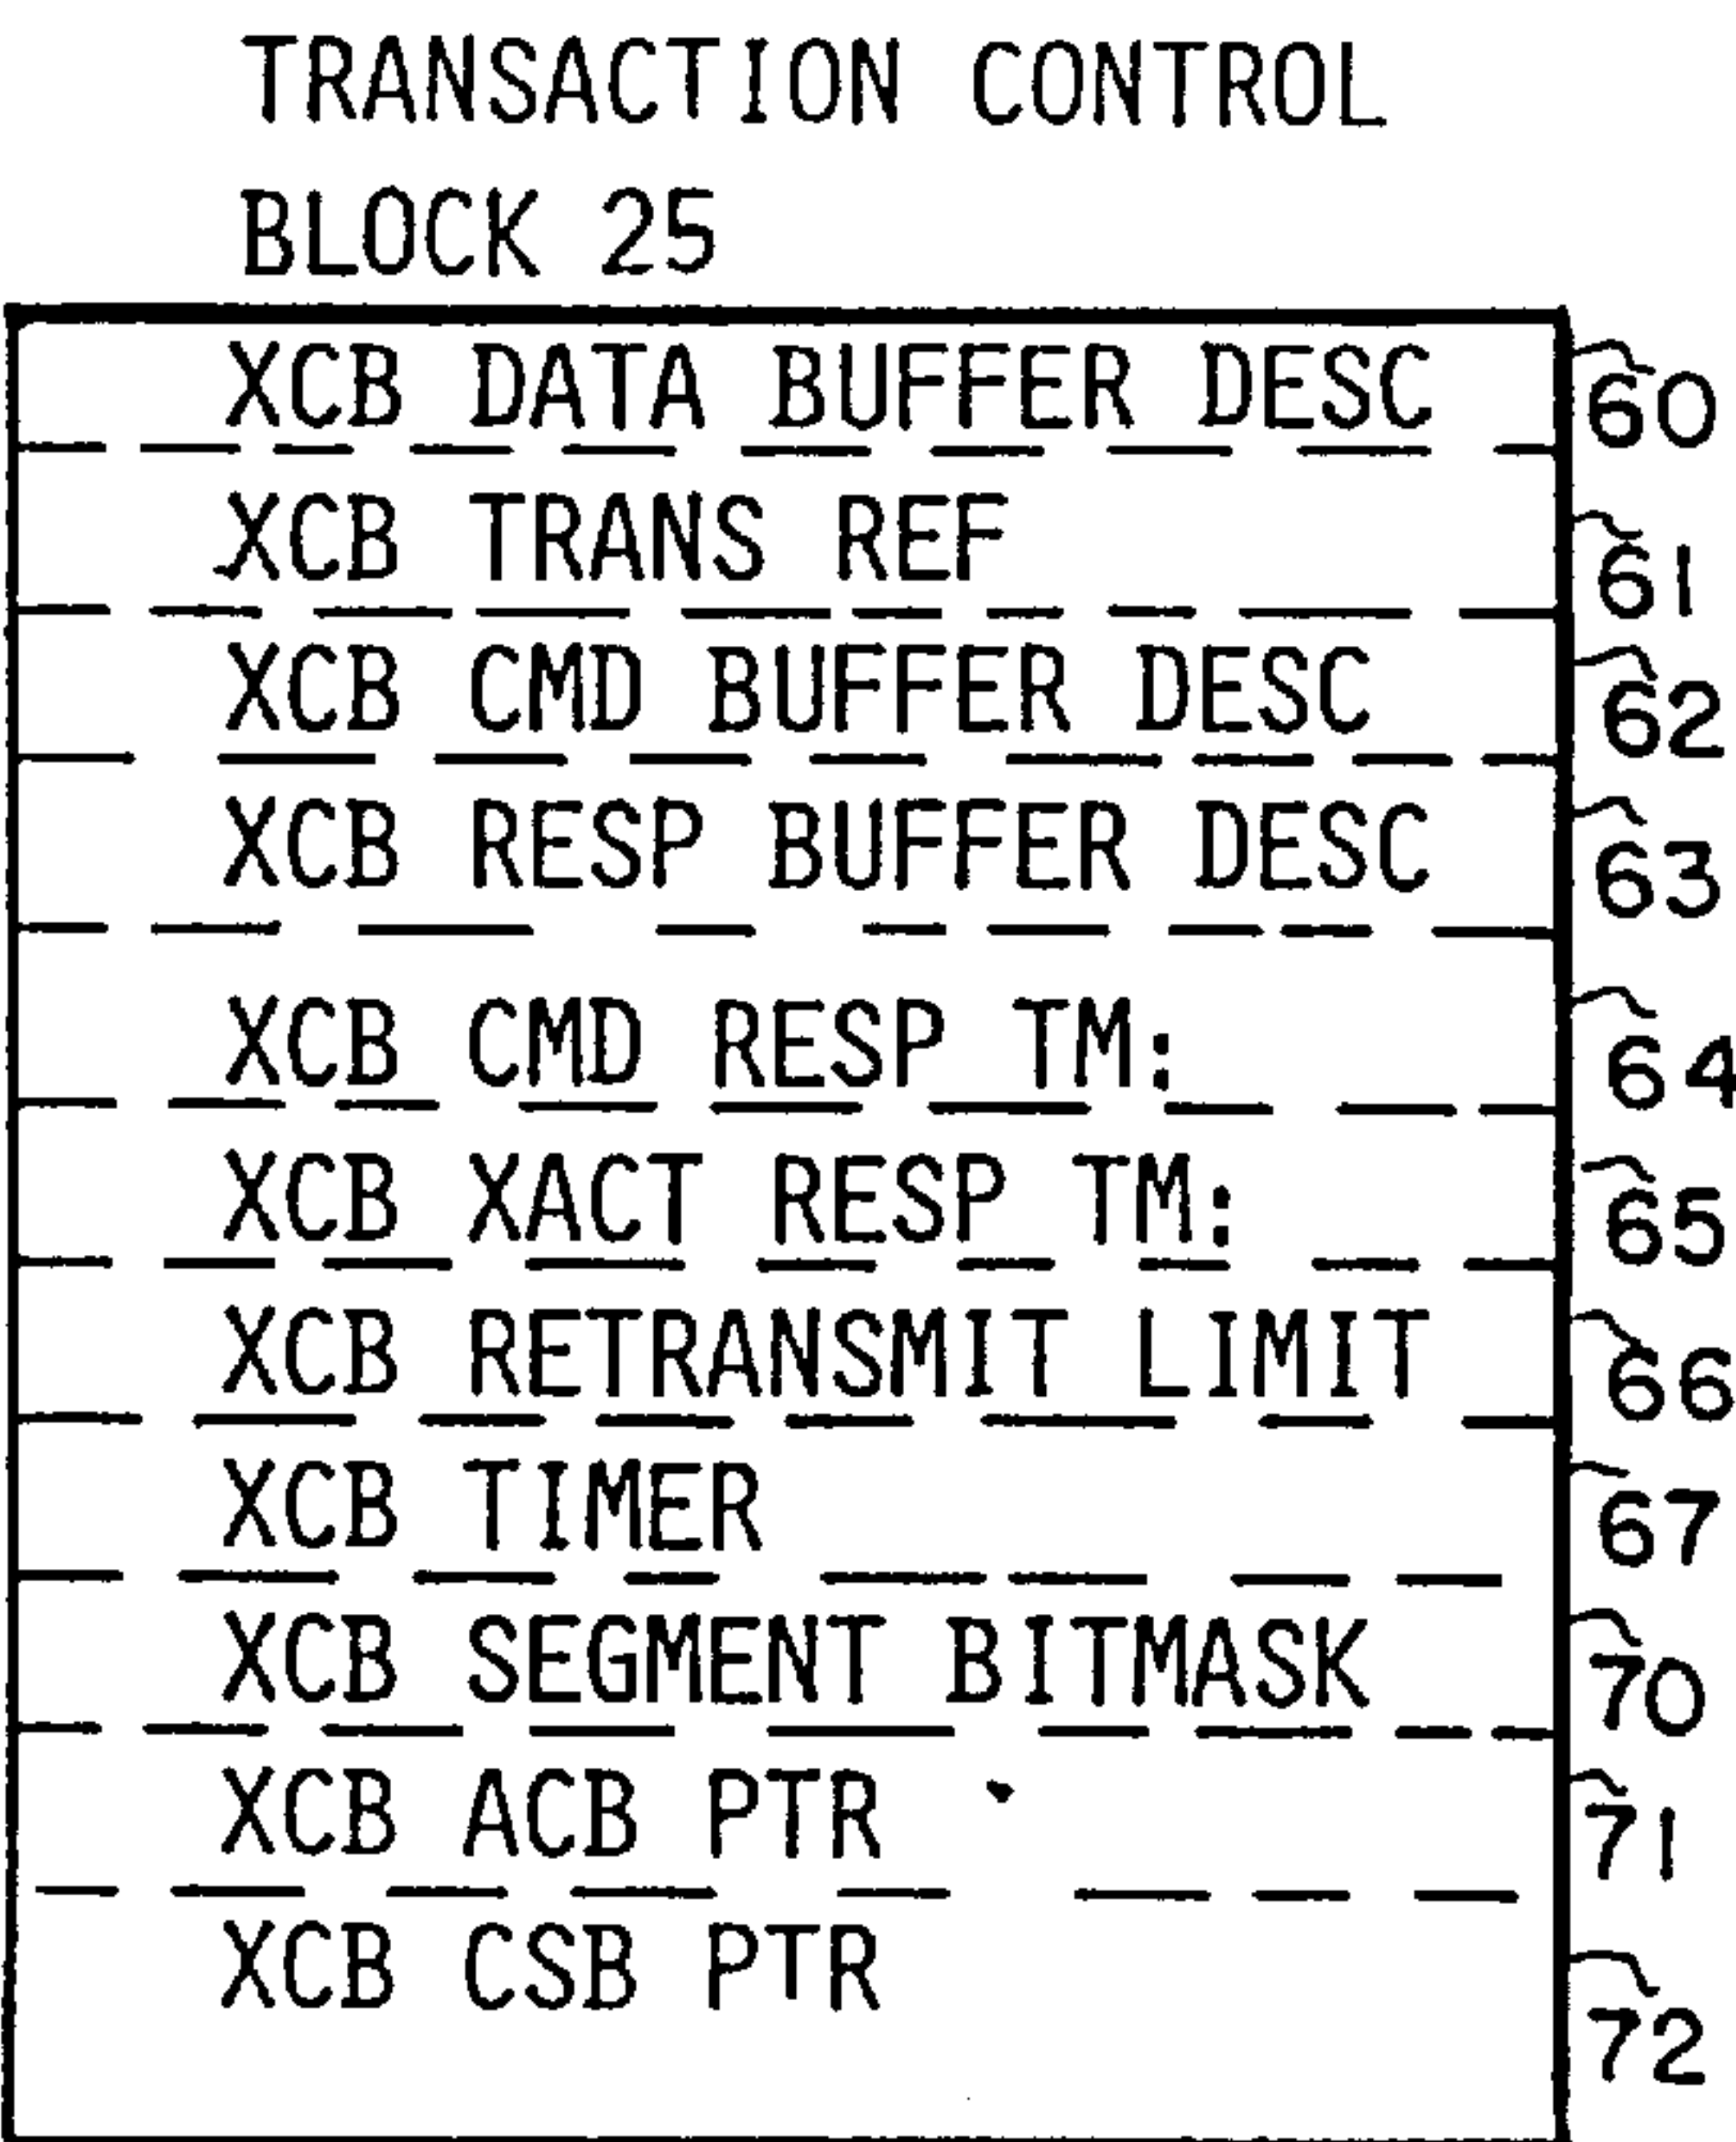 TRANSACTION CONTROL
BLOCK 25
XCB DATA BUFFER DESC 60
XCB TRANS REF 61
XCB CMD BUFFER DESC 62
XCB RESP BUFFER DESC 63
XCB CMD RESP TM: 64
XCB XACT RESP TM: 65
XCB RETRANSMIT LIMIT 66
XCB TIMER 67
XCB SEGMENT BITMASK 70
XCB ACB PTR 71
XCB CSB PTR 72